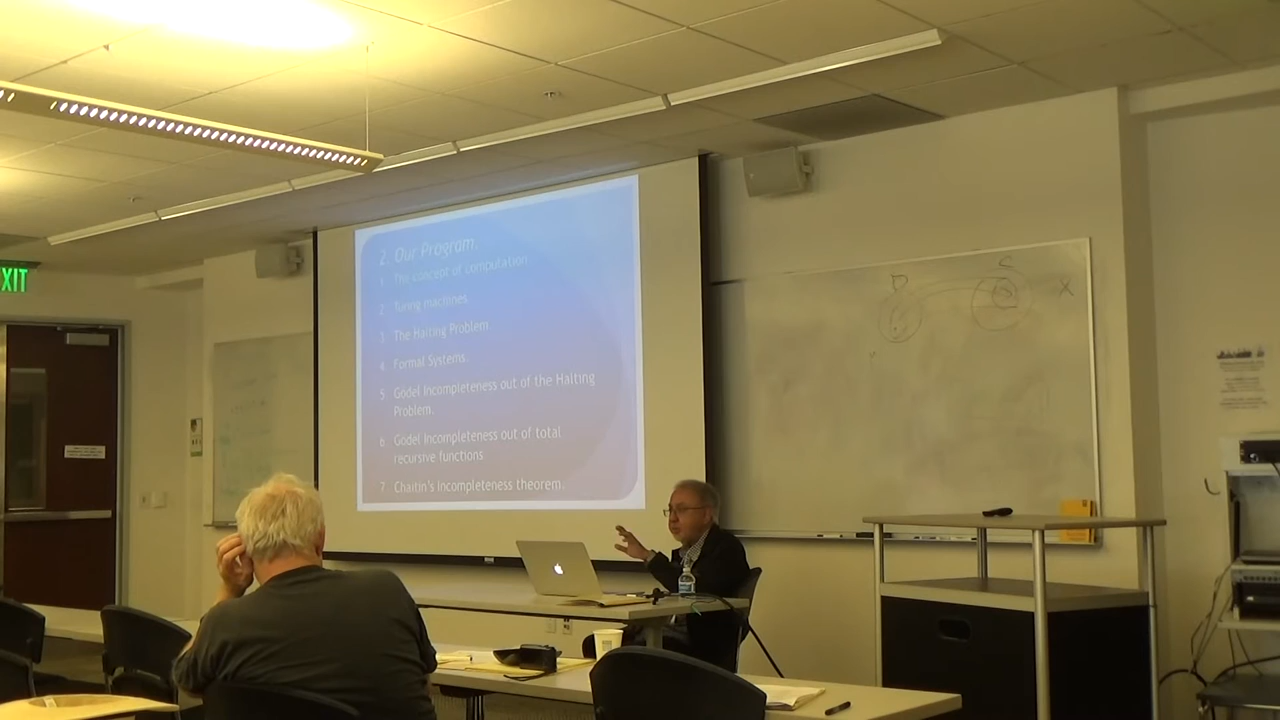 EXIT
2. Our Program.
1. The concept of computation
2. Turing machines
3. The Halting Problem
4. Formal Systems.
5. Godel Incompleteness out of the Halting
Problem.
6. Godel Incompleteness out of total
recursive functions
7. Chaitin's Incompleteness theorem.
D
C
X